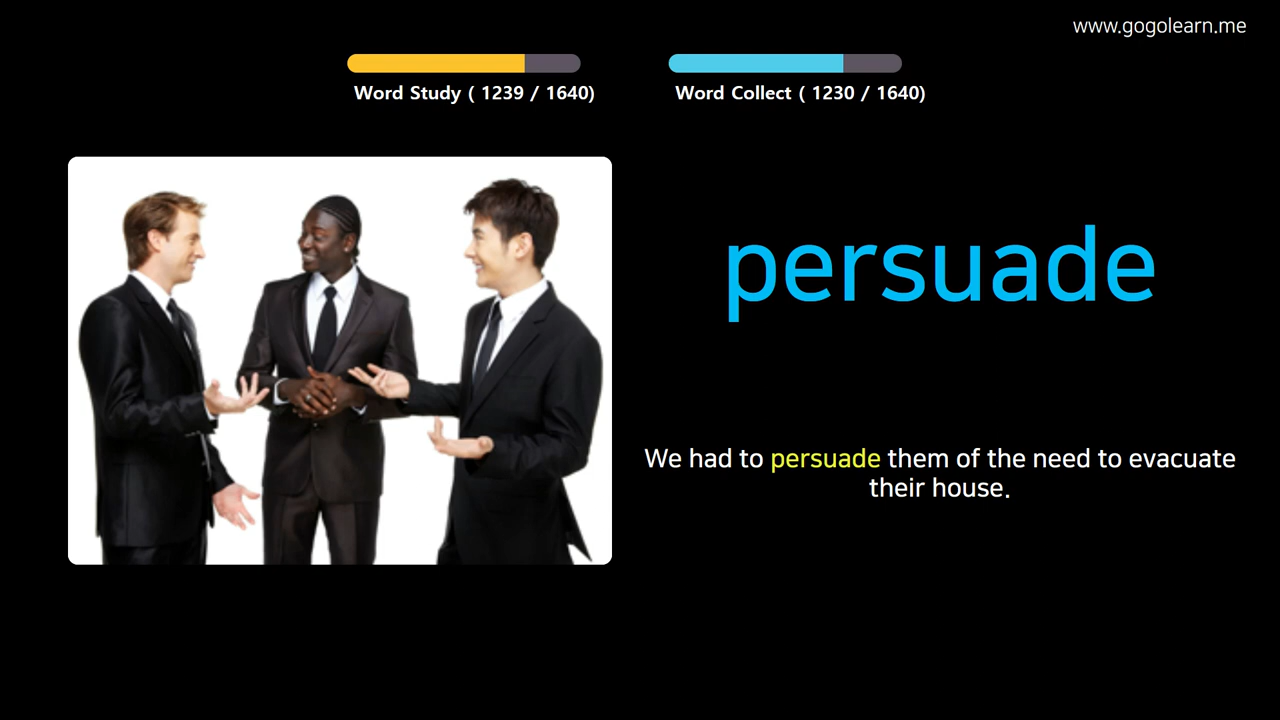 www.gogolearn.me
Word Study ( 1239 / 1640)
Word Collect ( 1230 / 1640)
persuade
We had to persuade them of the need to evacuate
their house.